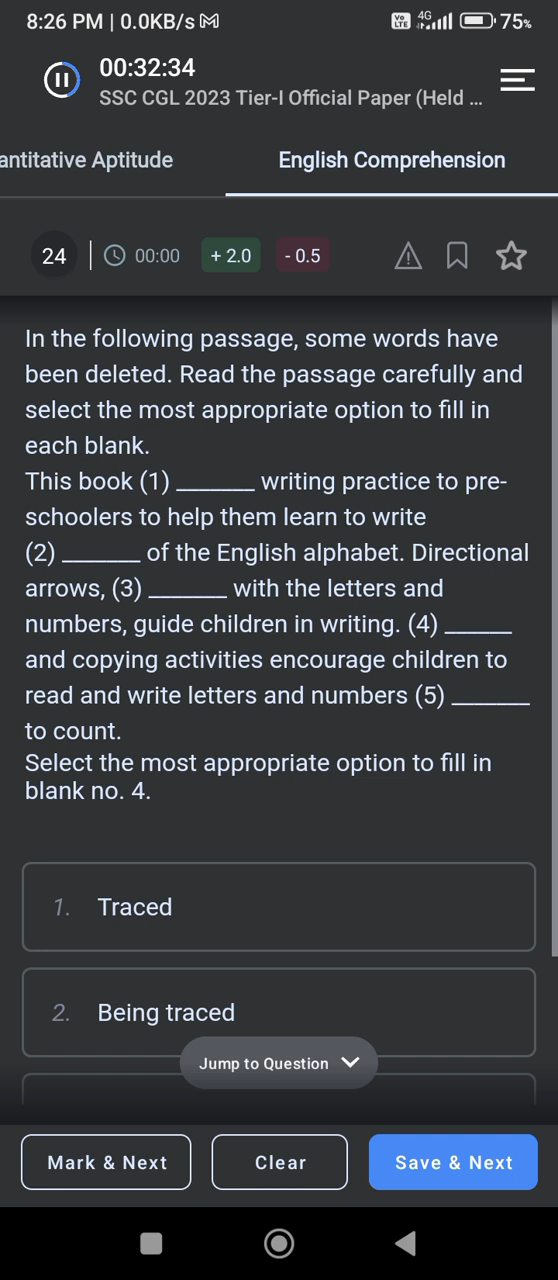 8:26 PM | 0.0KB/s M Vo LTE 4G 75%
00:32:34
SSC CGL 2023 Tier-I Official Paper (Held ...
antitative Aptitude English Comprehension
24 | 00:00 + 2.0 - 0.5
In the following passage, some words have
been deleted. Read the passage carefully and
select the most appropriate option to fill in
each blank.
This book (1) _______ writing practice to pre-
schoolers to help them learn to write
(2) _______ of the English alphabet. Directional
arrows, (3) _______ with the letters and
numbers, guide children in writing. (4) ______
and copying activities encourage children to
read and write letters and numbers (5) _______
to count.
Select the most appropriate option to fill in
blank no. 4.
1. Traced
2. Being traced
Jump to Question
Mark & Next Clear Save & Next